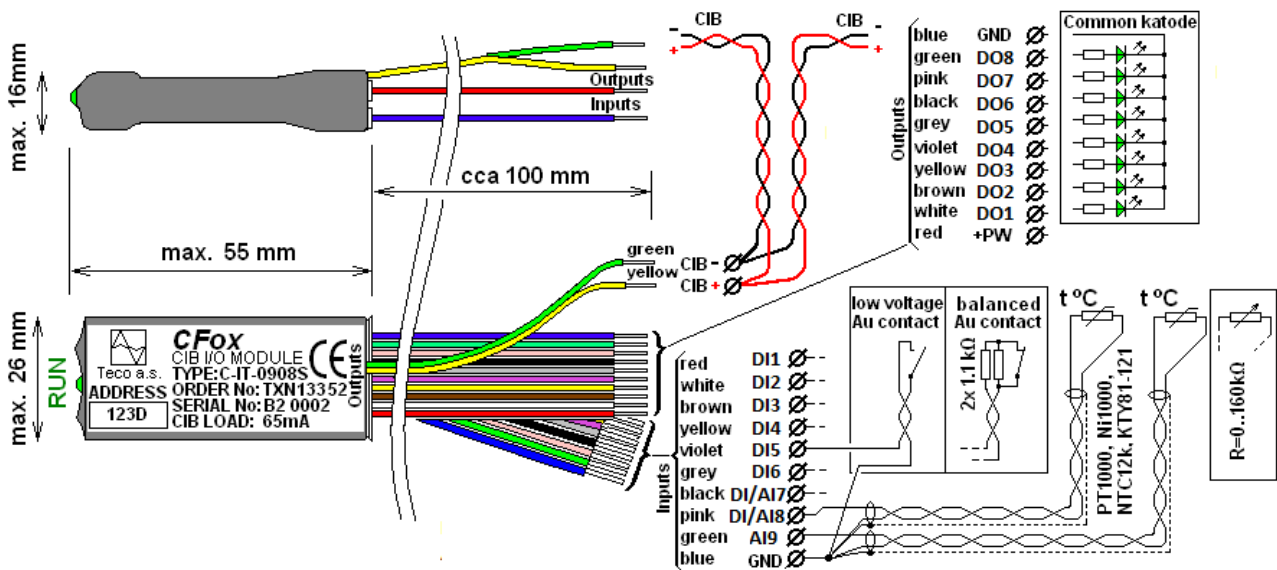 max. 16mm
Outputs
Inputs
cca 100 mm
max. 55 mm
max. 26 mm
RUN
Teco a.s.
ADDRESS
123D
CFox
CIB I/O MODULE
TYPE:C-IT-0908S
ORDER No: TXN13352
SERIAL No:B2 0002
CIB LOAD: 65mA
CE
Outputs
- CIB
+
CIB -
+
green
yellow
CIB -
CIB +
Outputs
blue GND
green DO8
pink DO7
black DO6
grey DO5
violet DO4
yellow DO3
brown DO2
white DO1
red +PW
Common katode
Inputs
red DI1
white DI2
brown DI3
yellow DI4
violet DI5
grey DI6
black DI/AI7
pink DI/AI8
green AI9
blue GND
low voltage
Au contact
balanced
Au contact
2x 1.1 kΩ
t ºC
t ºC
PT1000, Ni1000,
NTC12k, KTY81-121
R=0..160kΩ